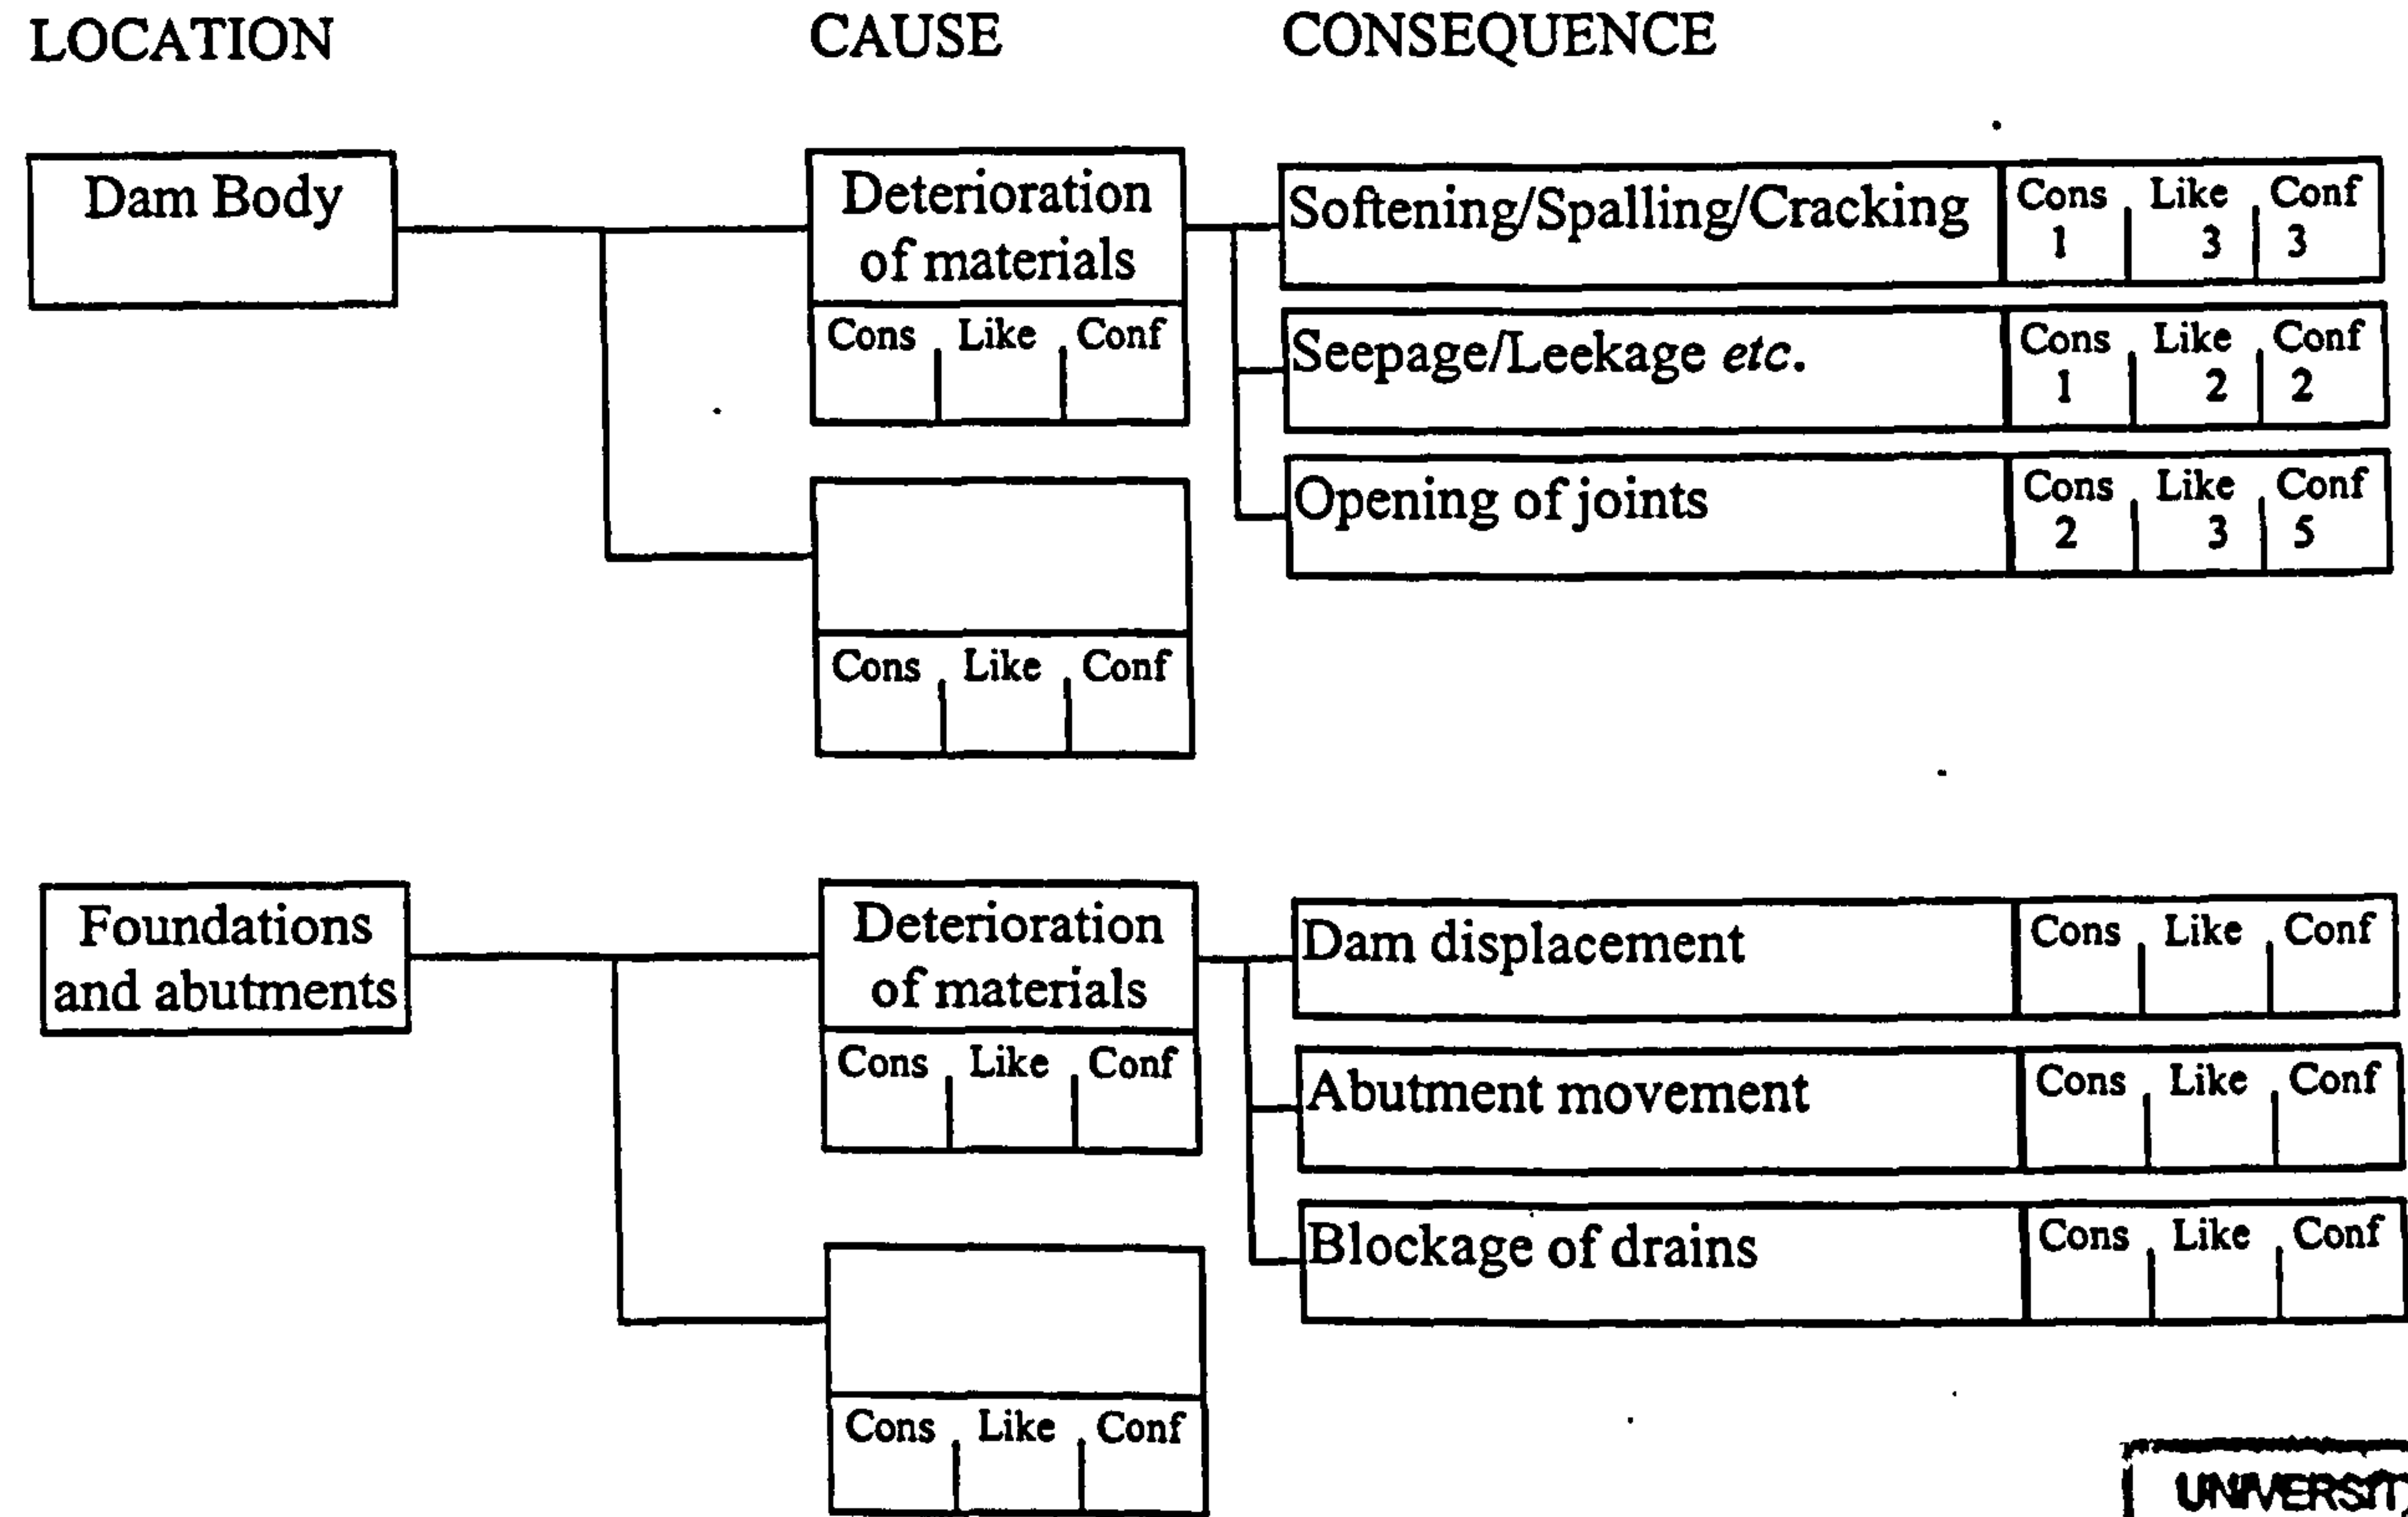 LOCATION CAUSE CONSEQUENCE
Dam Body
Deterioration
of materials
Cons Like Conf
Softening/Spalling/Cracking
Cons Like Conf
1 3 3
Seepage/Leekage etc.
Cons Like Conf
1 2 2
Opening of joints
Cons Like Conf
2 3 5
Cons Like Conf
Foundations
and abutments
Deterioration
of materials
Cons Like Conf
Dam displacement
Cons Like Conf
Abutment movement
Cons Like Conf
Blockage of drains
Cons Like Conf
Cons Like Conf